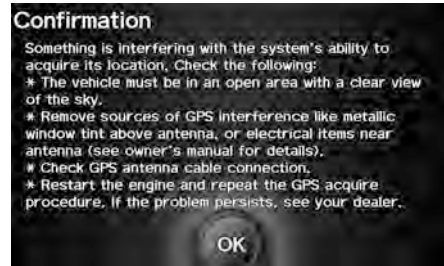 Confirmation
Something is interfering with the system's ability to
acquire its location. Check the following:
* The vehicle must be in an open area with a clear view
of the sky.
* Remove sources of GPS interference like metallic
window tint above antenna, or electrical items near
antenna (see owner's manual for details).
* Check GPS antenna cable connection.
* Restart the engine and repeat the GPS acquire
procedure. If the problem persists, see your dealer.
OK